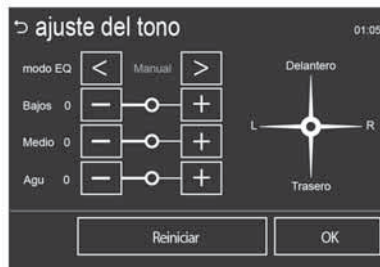 ajuste del tono
01:05
modo EQ < Manual >
Delantero
Bajos 0 − +
L R
Medio 0 − +
Agu 0 − +
Trasero
Reiniciar OK